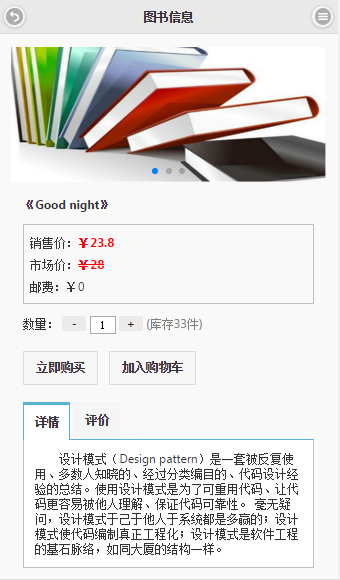 图书信息
《Good night》
销售价：￥23.8
市场价：￥28
邮费：￥0
数量： - 1 + (库存33件)
立即购买 加入购物车
详情 评价
设计模式（Design pattern）是一套被反复使
用、多数人知晓的、经过分类编目的、代码设计经
验的总结。使用设计模式是为了可重用代码、让代
码更容易被他人理解、保证代码可靠性。 毫无疑
问，设计模式于己于他人于系统都是多赢的；设计
模式使代码编制真正工程化；设计模式是软件工程
的基石脉络，如同大厦的结构一样。